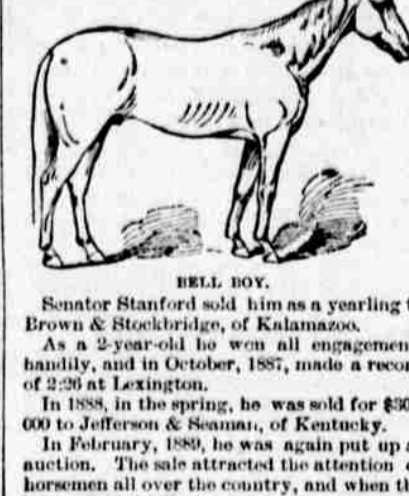 BELL BOY.
Senator Stanford sold him as a yearling
Brown & Stockbridge, of Kalamazoo.
As a 2-year-old he won all engagemen
handily, and in October, 1887, made a recor
of 2:26 at Lexington.
In 1888, in the spring, he was sold for $30
000 to Jefferson & Seaman, of Kentucky.
In February, 1889, he was again put up a
auction. The sale attracted the attention
horsemen all over the country, and when th